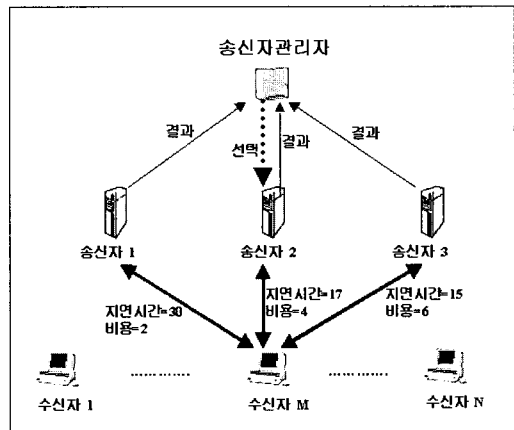 송신자관리자
결과
선택
결과
결과
송신자 1
송신자 2
송신자 3
지연시간=30
비용=2
지연시간=17
비용=4
지연시간=15
비용=6
수신자 1
수신자 M
수신자 N